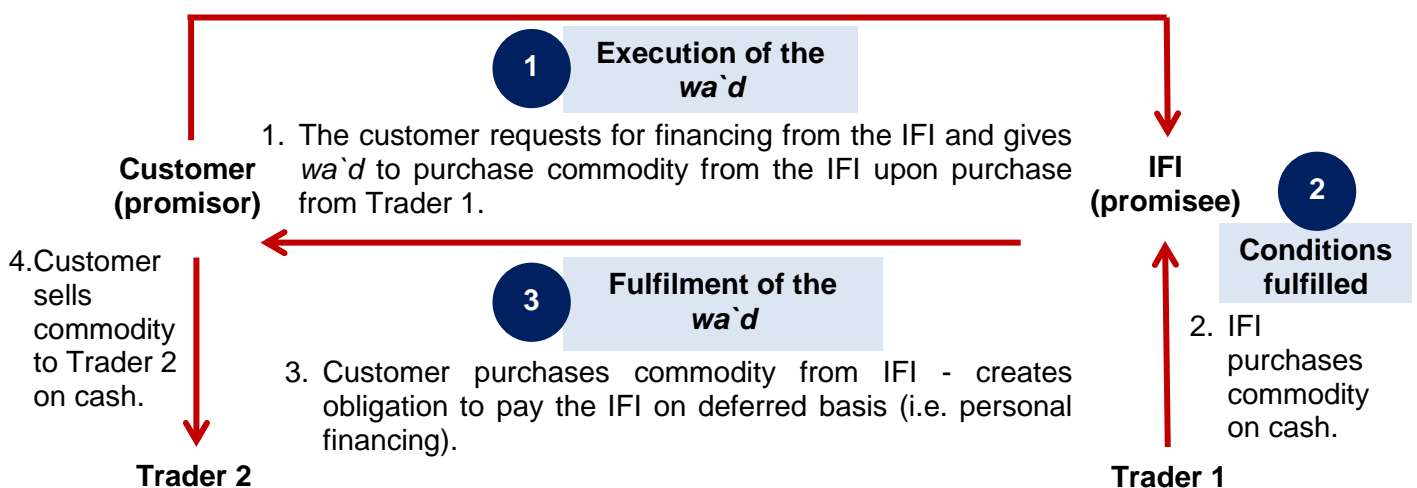 1
Execution of the
wa`d
1. The customer requests for financing from the IFI and gives
wa`d to purchase commodity from the IFI upon purchase
from Trader 1.
Customer
(promisor)
IFI
(promisee)
2
Conditions
fulfilled
3
Fulfilment of the
wa`d
3. Customer purchases commodity from IFI - creates
obligation to pay the IFI on deferred basis (i.e. personal
financing).
4.Customer
sells
commodity
to Trader 2
on cash.
2. IFI
purchases
commodity
on cash.
Trader 2
Trader 1